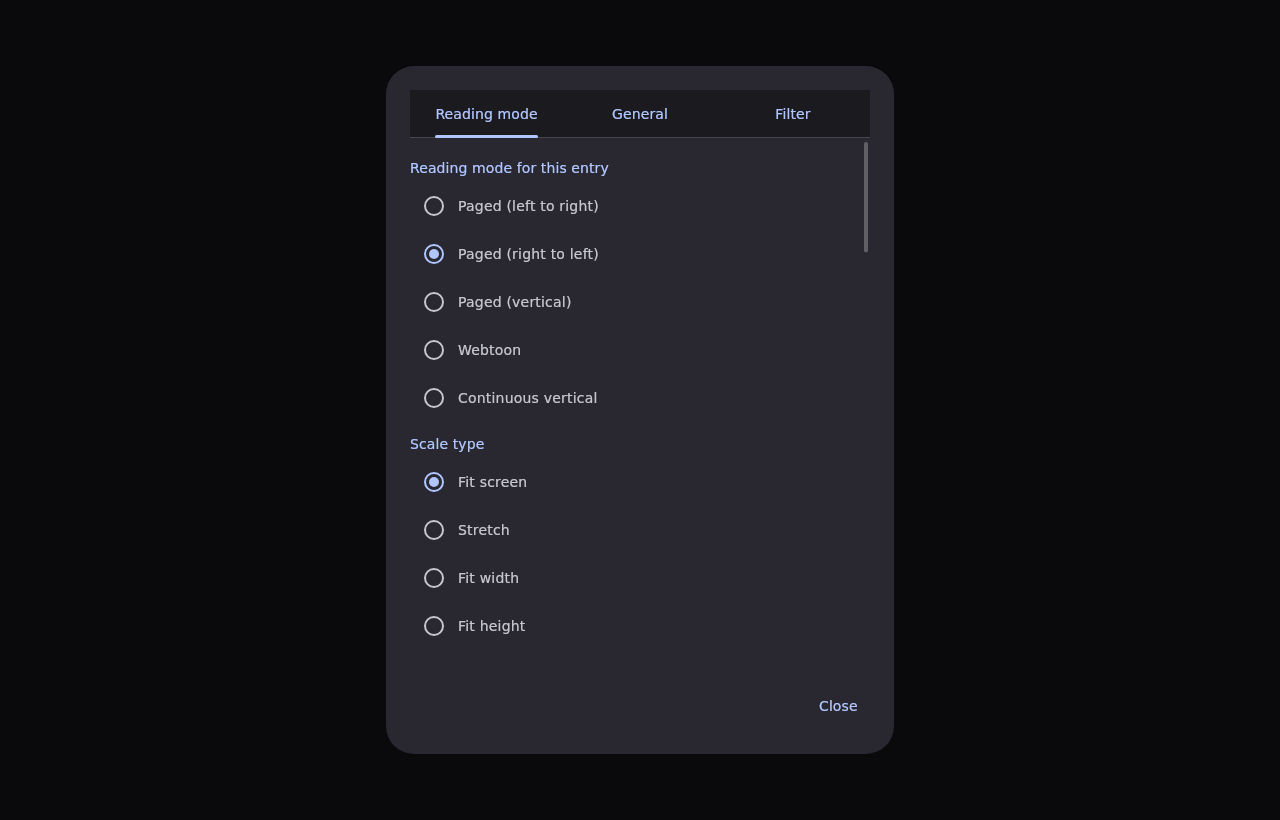 Reading mode
General
Filter
Reading mode for this entry
Paged (left to right)
Paged (right to left)
Paged (vertical)
Webtoon
Continuous vertical
Scale type
Fit screen
Stretch
Fit width
Fit height
Close